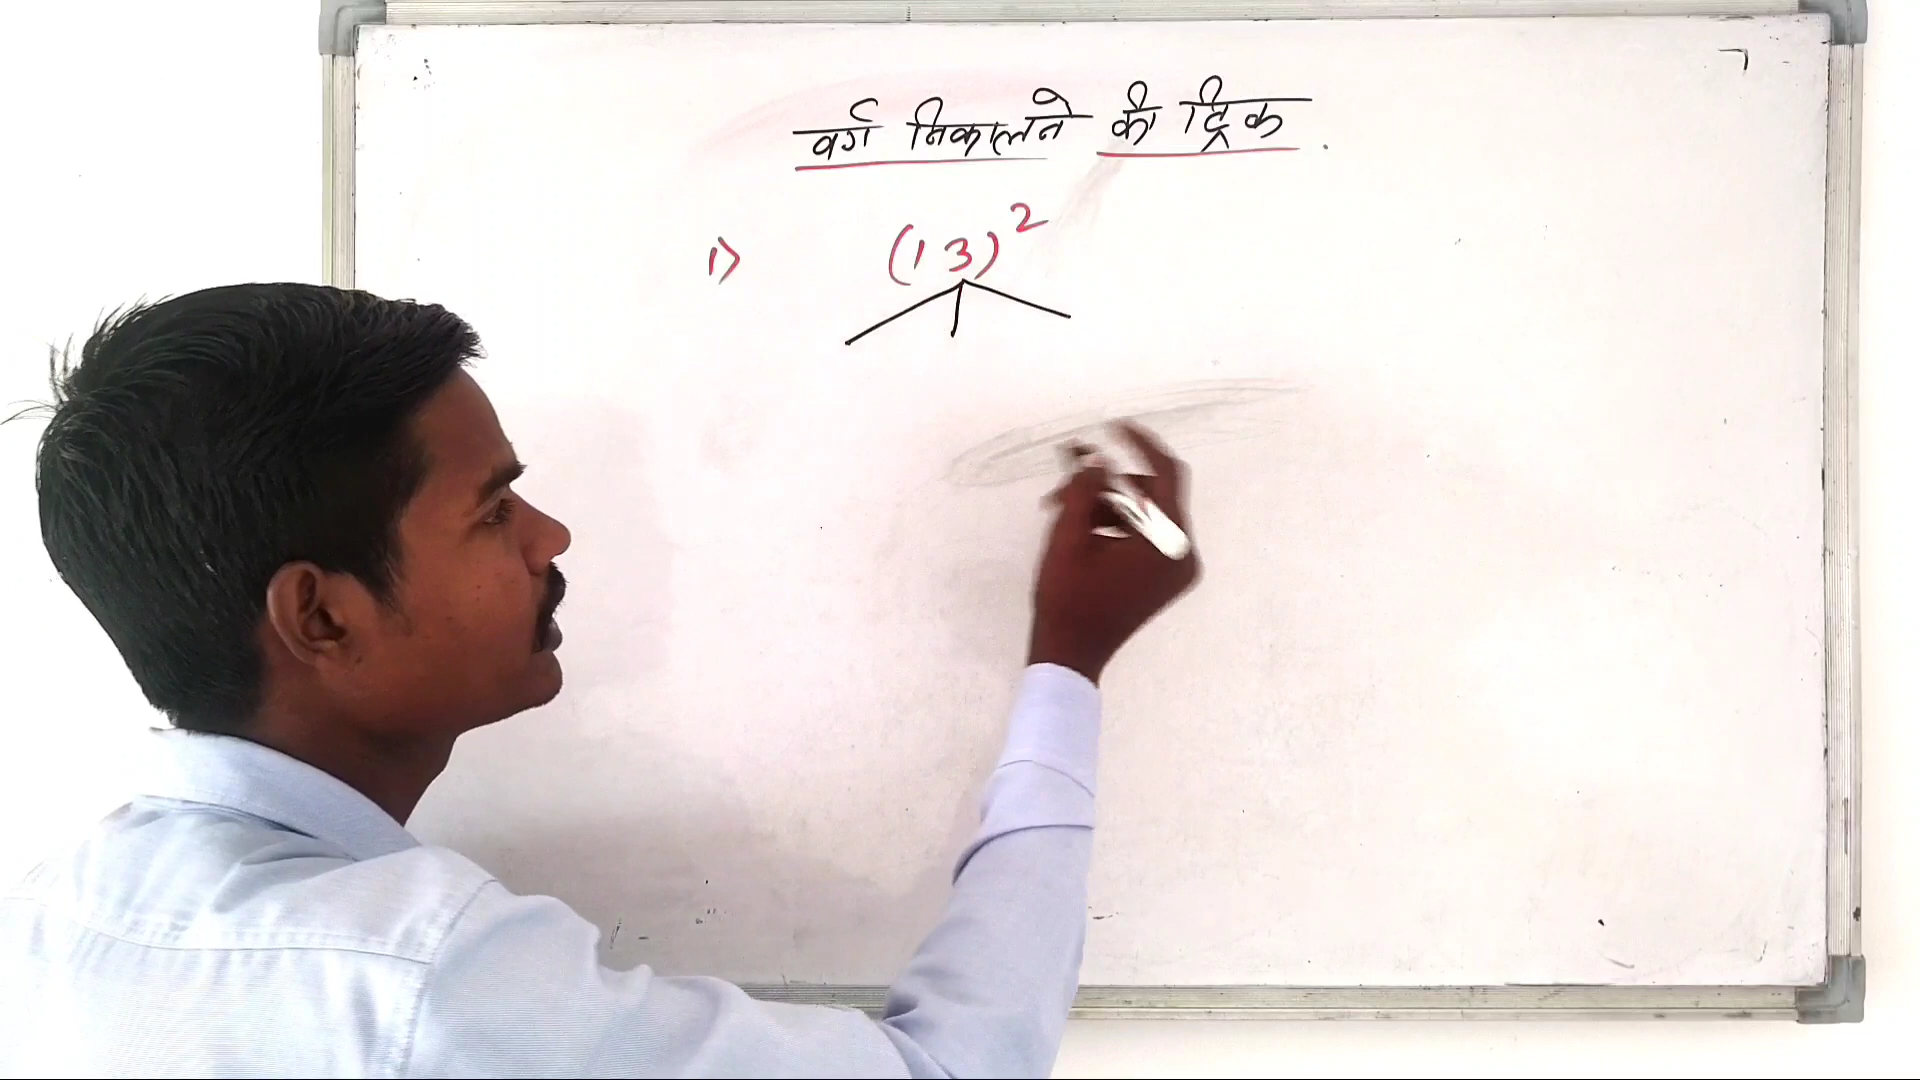 वर्ग निकालने की ट्रिक .
1) (13)²